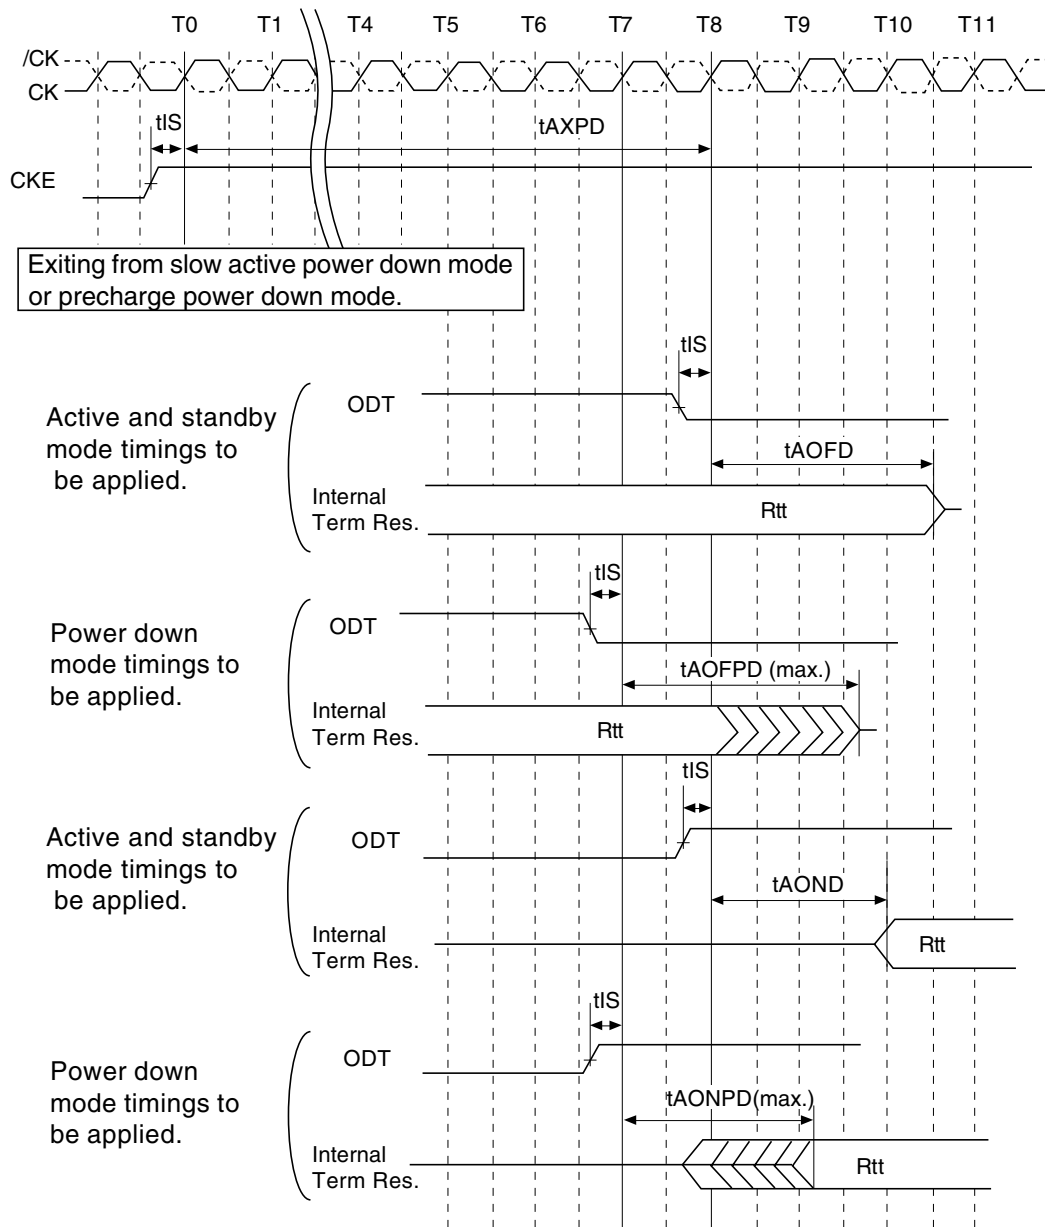 T0 T1 T4 T5 T6 T7 T8 T9 T10 T11
/CK
CK
tIS
tAXPD
CKE
Exiting from slow active power down mode
or precharge power down mode.
tIS
Active and standby
mode timings to
be applied.
ODT
tAOFD
Internal
Term Res.
Rtt
tIS
Power down
mode timings to
be applied.
ODT
tAOFPD (max.)
Internal
Term Res.
Rtt
tIS
Active and standby
mode timings to
be applied.
ODT
tAOND
Internal
Term Res.
Rtt
tIS
Power down
mode timings to
be applied.
ODT
tAONPD(max.)
Internal
Term Res.
Rtt